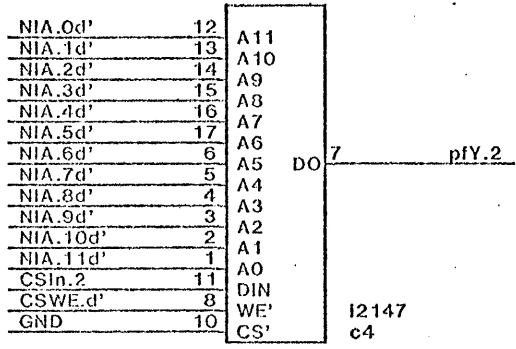 NIA.0d' 12 A11
NIA.1d' 13 A10
NIA.2d' 14 A9
NIA.3d' 15 A8
NIA.4d' 16 A7
NIA.5d' 17 A6
NIA.6d' 6 A5 DO 7 pfY.2
NIA.7d' 5 A4
NIA.8d' 4 A3
NIA.9d' 3 A2
NIA.10d' 2 A1
NIA.11d' 1 A0
CSIn.2 11 DIN
CSWE.d' 8 WE' I2147
GND 10 CS' c4